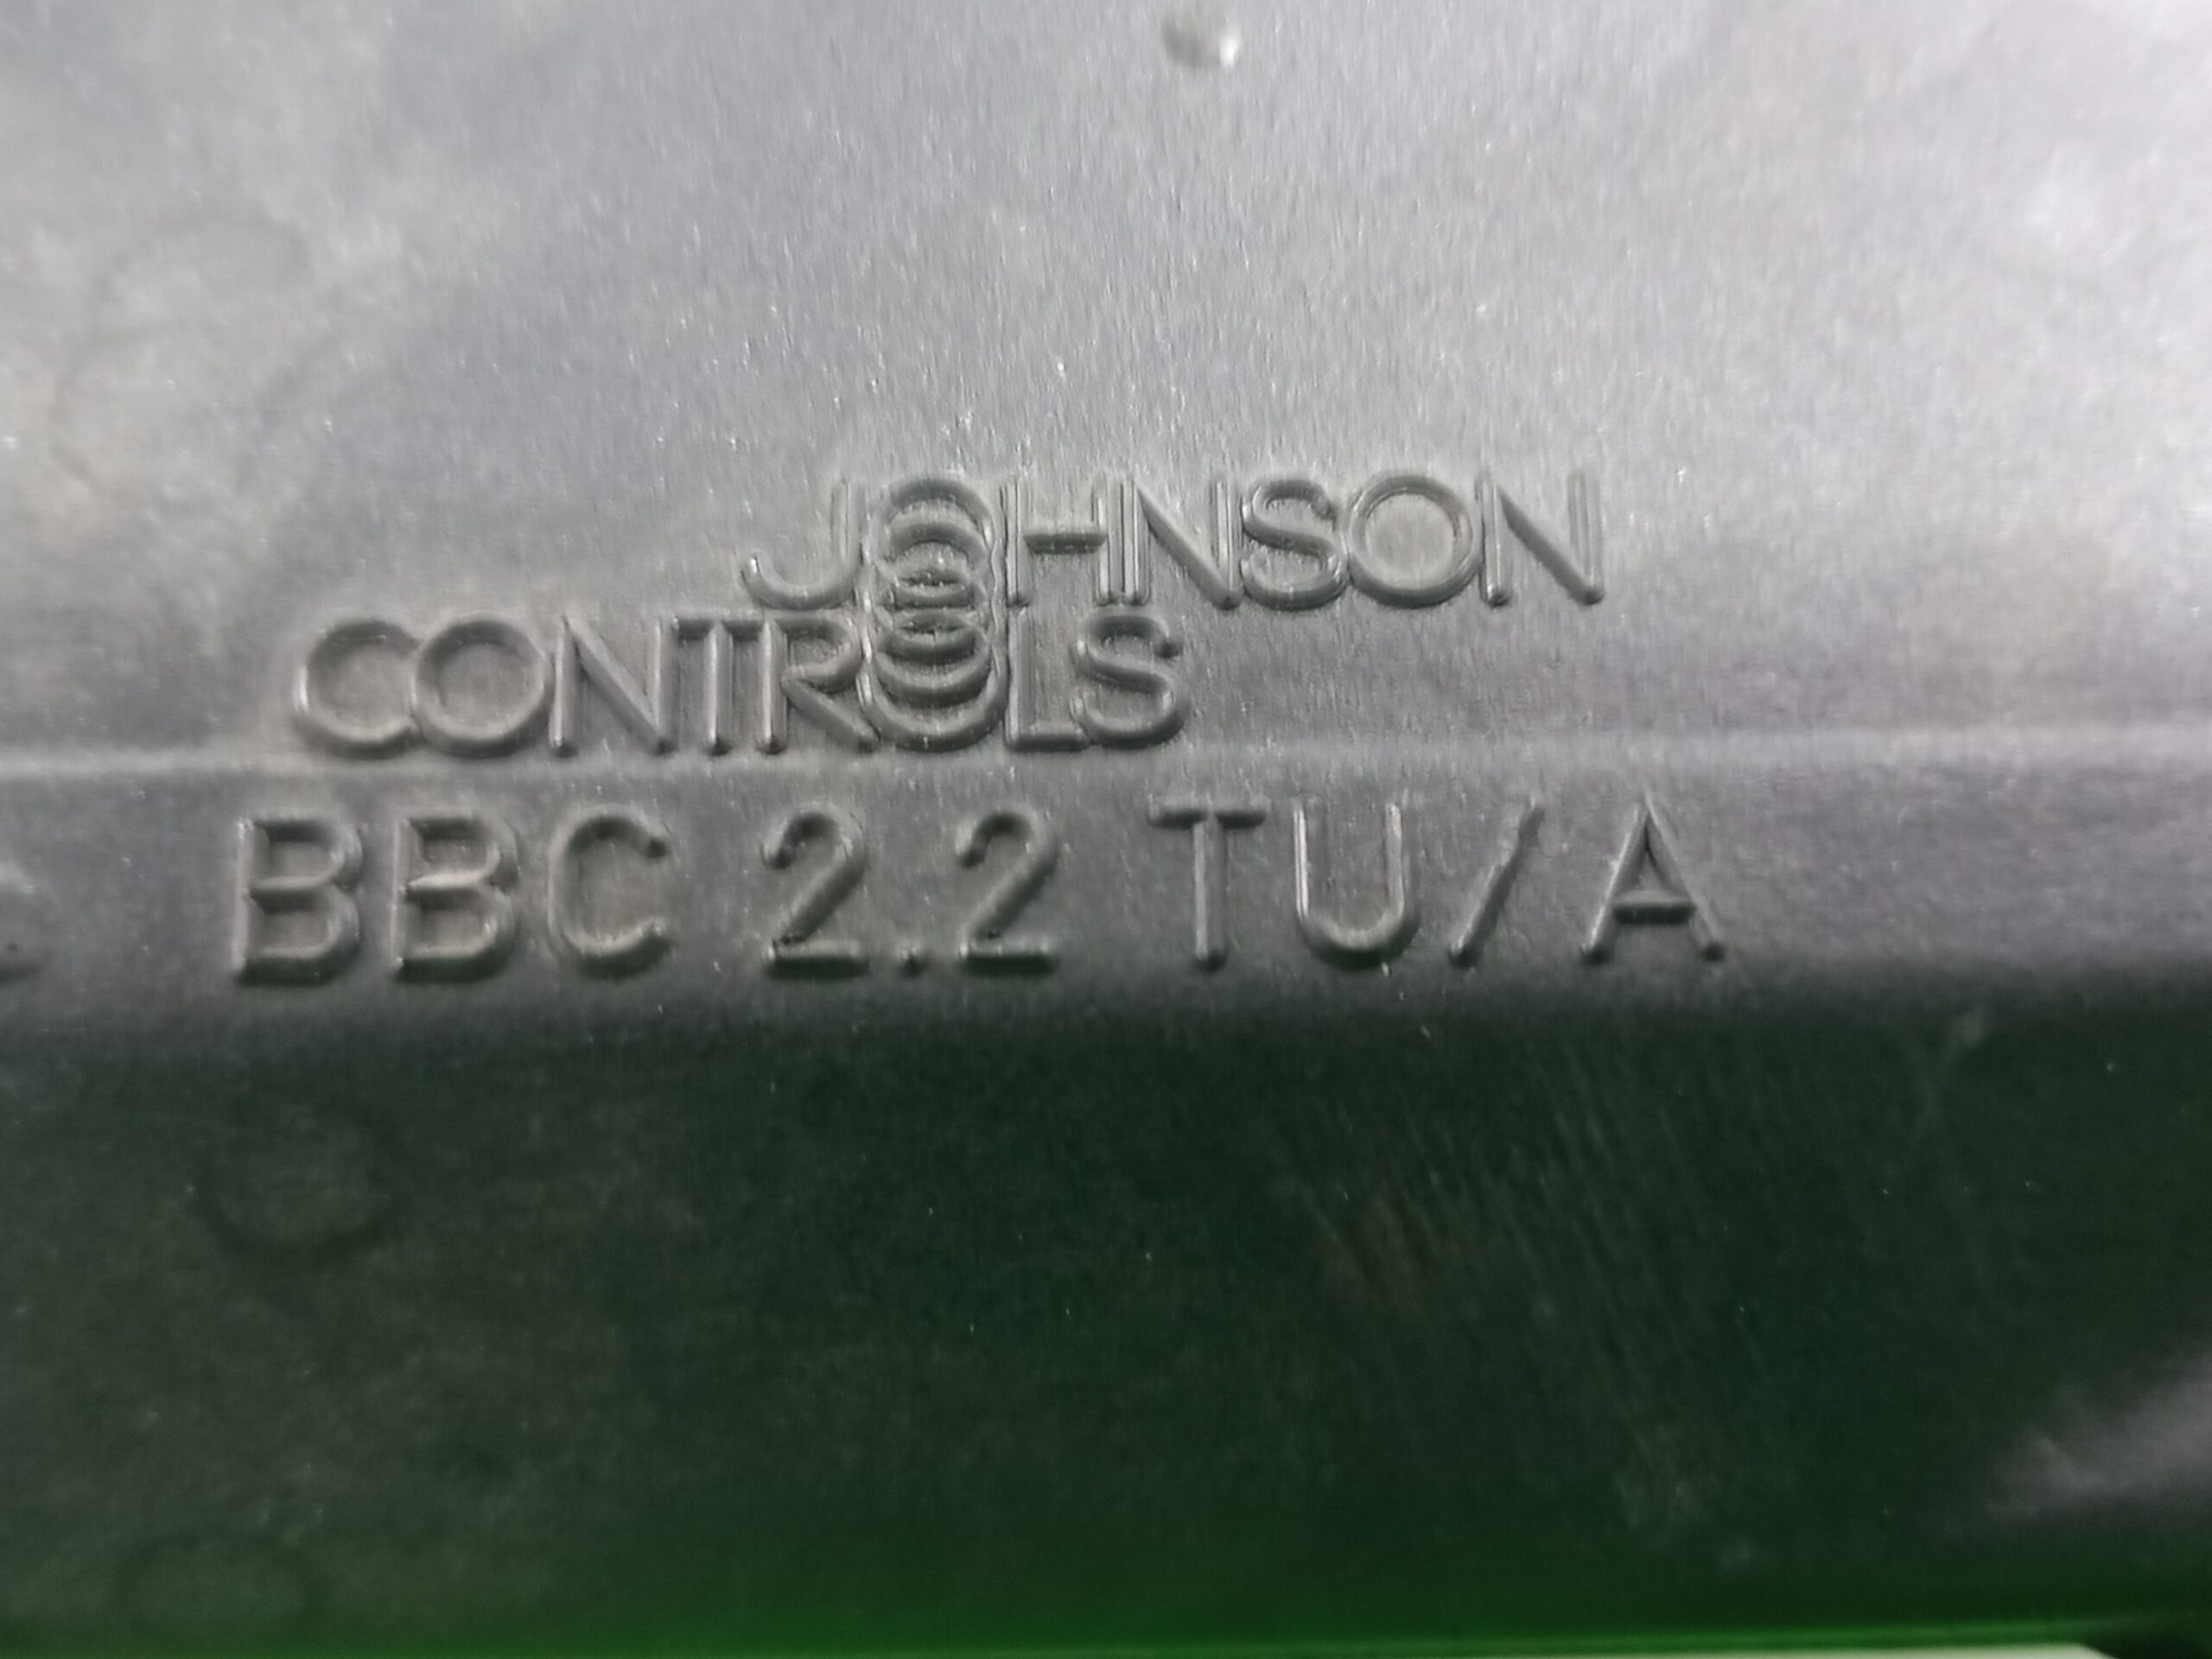 JOHNSON
CONTROLS
BBC 2.2 TU/A